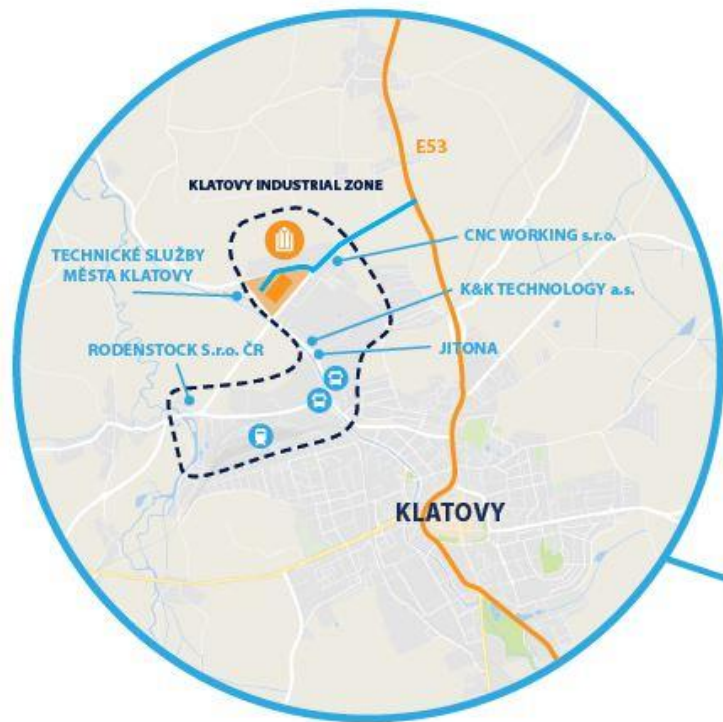 E53
KLATOVY INDUSTRIAL ZONE
CNC WORKING s.r.o.
TECHNICKÉ SLUŽBY
MĚSTA KLATOVY
K&K TECHNOLOGY a.s.
RODENSTOCK S.r.o. ČR
JITONA
KLATOVY